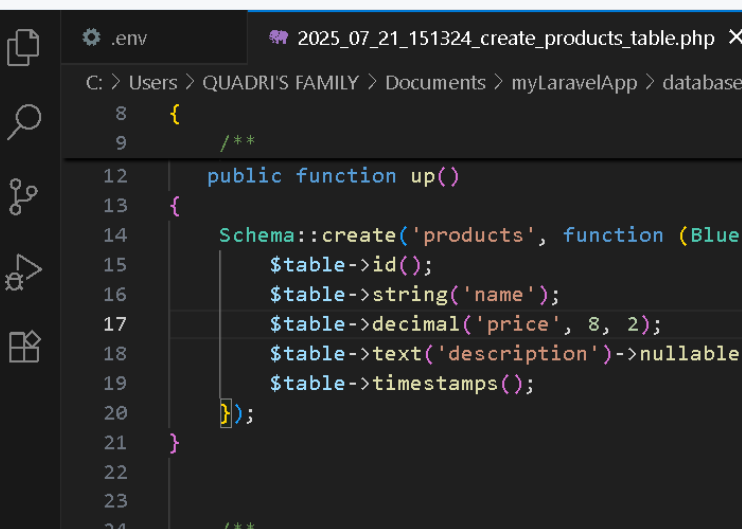 .env 2025_07_21_151324_create_products_table.php
C: > Users > QUADRI'S FAMILY > Documents > myLaravelApp > database
8 {
9 /**
12 public function up()
13 {
14 Schema::create('products', function (Blue
15 $table->id();
16 $table->string('name');
17 $table->decimal('price', 8, 2);
18 $table->text('description')->nullable
19 $table->timestamps();
20 });
21 }
22
23
24 /**